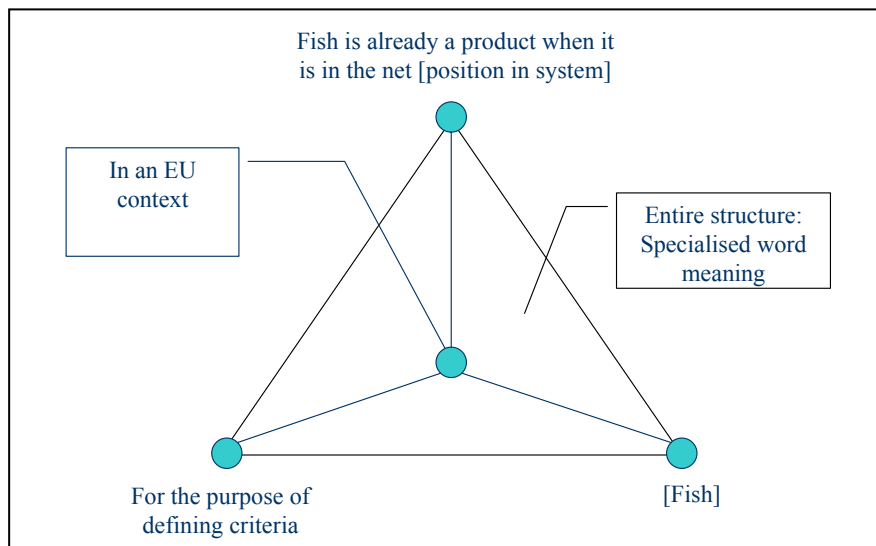 Fish is already a product when it
is in the net [position in system]
In an EU
context
Entire structure:
Specialised word
meaning
For the purpose of
defining criteria
[Fish]